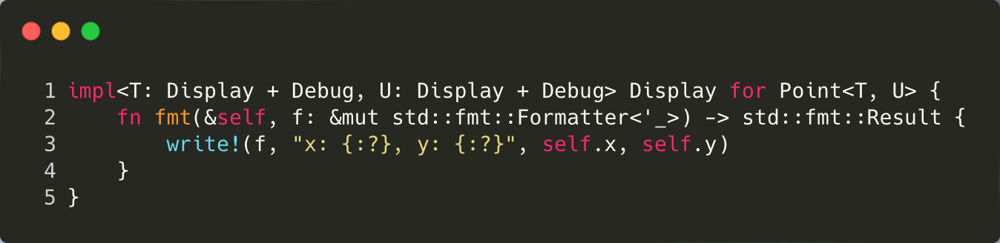 1 impl<T: Display + Debug, U: Display + Debug> Display for Point<T, U> {
2     fn fmt(&self, f: &mut std::fmt::Formatter<'_>) -> std::fmt::Result {
3         write!(f, "x: {:?}, y: {:?}", self.x, self.y)
4     }
5 }